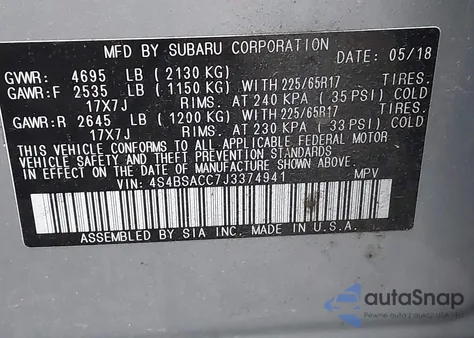 MFD BY SUBARU CORPORATION DATE: 05/18
GVWR: 4695 LB (2130 KG)
GAWR:F 2535 LB (1150 KG) WITH 225/65R17 TIRES.
17X7J RIMS. AT 240 KPA (35 PSI) COLD
GAWR:R 2645 LB (1200 KG) WITH 225/65R17 TIRES.
17X7J RIMS. AT 230 KPA (33 PSI) COLD
THIS VEHICLE CONFORMS TO ALL APPLICABLE FEDERAL MOTOR
VEHICLE SAFETY AND THEFT PREVENTION STANDARDS
IN EFFECT ON THE DATE OF MANUFACTURE SHOWN ABOVE.
VIN: 4S4BSACC7J3374941 MPV
ASSEMBLED BY SIA INC. MADE IN U.S.A.
autoSnap
Pewne auto z USA